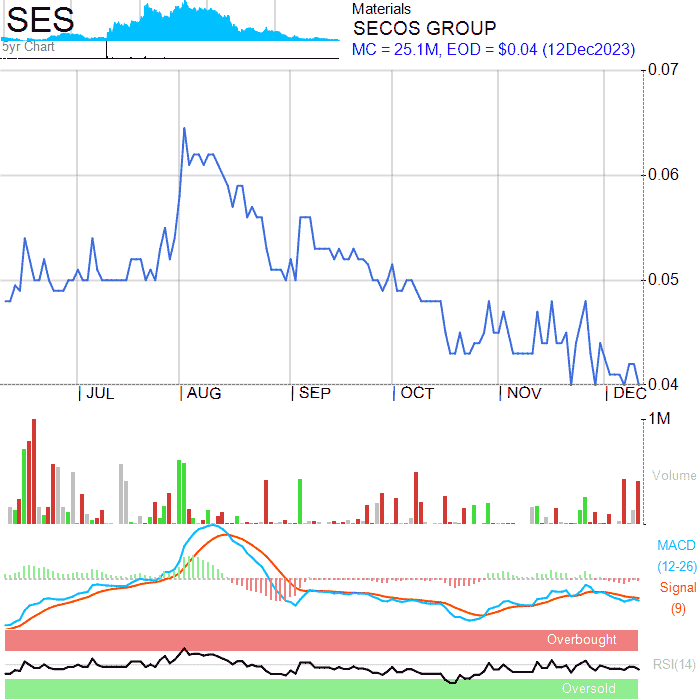 SES
5yr Chart
Materials
SECOS GROUP
MC = 25.1M, EOD = $0.04 (12Dec2023)
0.07
0.06
0.05
0.04
JUL AUG SEP OCT NOV DEC
1M
Volume
MACD
(12-26)
Signal
(9)
Overbought
RSI(14)
Oversold